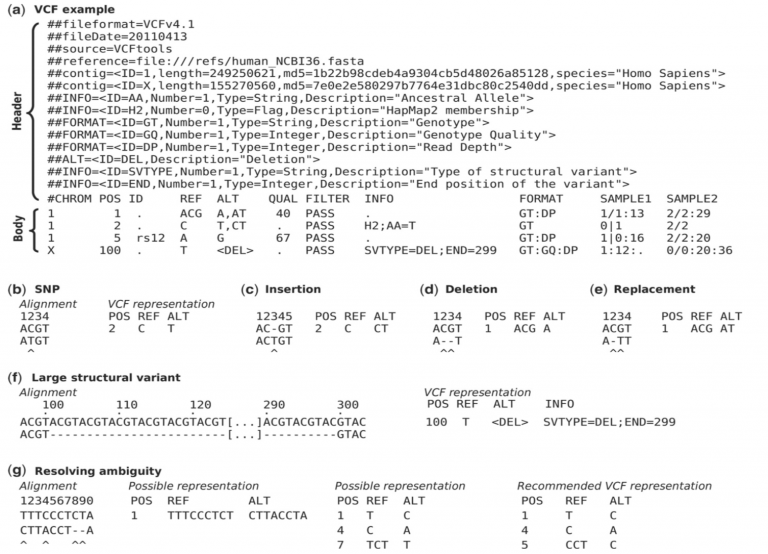 (a) VCF example
Header
##fileformat=VCFv4.1
##fileDate=20110413
##source=VCFtools
##reference=file:///refs/human_NCBI36.fasta
##contig=<ID=1,length=249250621,md5=1b22b98cdeb4a9304cb5d48026a85128,species="Homo Sapiens">
##contig=<ID=X,length=155270560,md5=7e0e2e580297b7764e31dbc80c2540dd,species="Homo Sapiens">
##INFO=<ID=AA,Number=1,Type=String,Description="Ancestral Allele">
##INFO=<ID=H2,Number=0,Type=Flag,Description="HapMap2 membership">
##FORMAT=<ID=GT,Number=1,Type=String,Description="Genotype">
##FORMAT=<ID=GQ,Number=1,Type=Integer,Description="Genotype Quality">
##FORMAT=<ID=DP,Number=1,Type=Integer,Description="Read Depth">
##ALT=<ID=DEL,Description="Deletion">
##INFO=<ID=SVTYPE,Number=1,Type=String,Description="Type of structural variant">
##INFO=<ID=END,Number=1,Type=Integer,Description="End position of the variant">
#CHROM POS ID REF ALT QUAL FILTER INFO FORMAT SAMPLE1 SAMPLE2
Body
1 1 . ACG A,AT 40 PASS . GT:DP 1/1:13 2/2:29
1 2 . C T,CT . PASS H2;AA=T GT 0|1 2/2
1 5 rs12 A G 67 PASS . GT:DP 1|0:16 2/2:20
X 100 . T <DEL> . PASS SVTYPE=DEL;END=299 GT:GQ:DP 1:12:. 0/0:20:36
(b) SNP (c) Insertion (d) Deletion (e) Replacement
Alignment VCF representation
1234 POS REF ALT 12345 POS REF ALT 1234 POS REF ALT 1234 POS REF ALT
ACGT 2 C T AC-GT 2 C CT ACGT 1 ACG A ACGT 1 ACG AT
ATGT ACTGT A--T A-TT
^ ^ ^^ ^^
(f) Large structural variant
Alignment VCF representation
100 110 120 290 300 POS REF ALT INFO
. . . . .
ACGTACGTACGTACGTACGTACGTACGT[...]ACGTACGTACGTAC 100 T <DEL> SVTYPE=DEL;END=299
ACGT------------------------[...]----------GTAC
(g) Resolving ambiguity
Alignment Possible representation Possible representation Recommended VCF representation
1234567890 POS REF ALT POS REF ALT POS REF ALT
TTTCCCTCTA 1 TTTCCCTCT CTTACCTA 1 T C 1 T C
CTTACCT--A 4 C A 4 C A
^ ^ ^^ 7 TCT T 5 CCT C